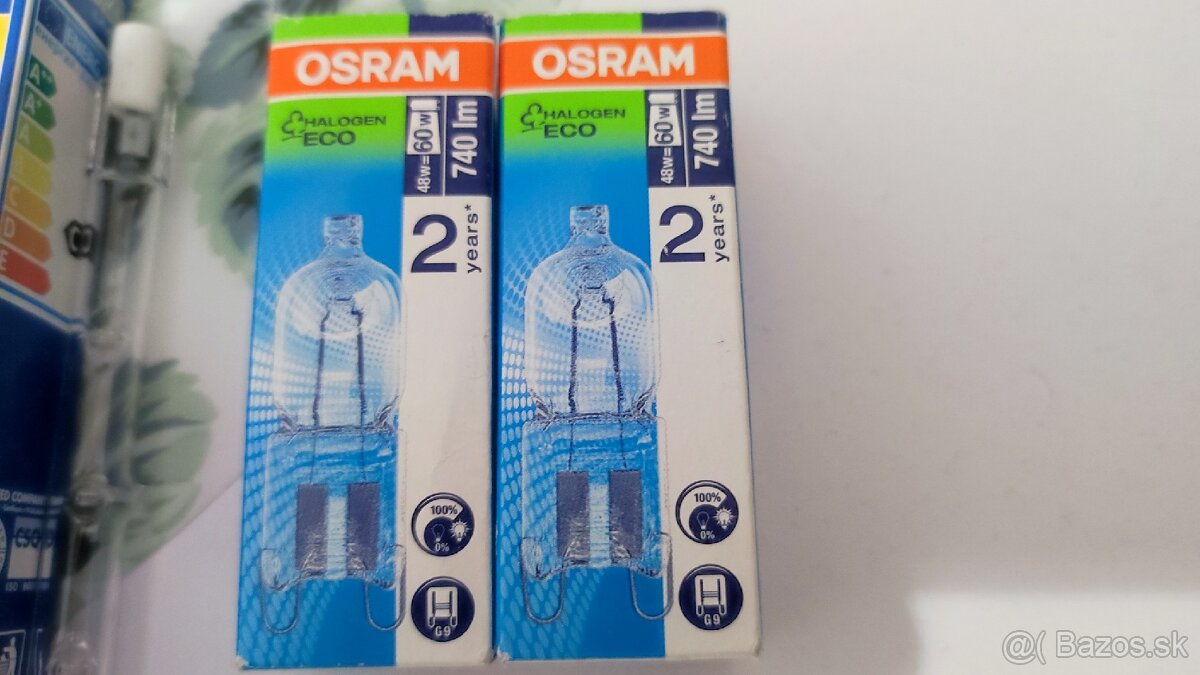 OSRAM
HALOGEN
ECO
48W=60W
740 lm
2
years*
100%
0%
G9
OSRAM
HALOGEN
ECO
48W=60W
740 lm
2
years*
100%
0%
G9
A++
A+
A
D
E
@( Bazos.sk